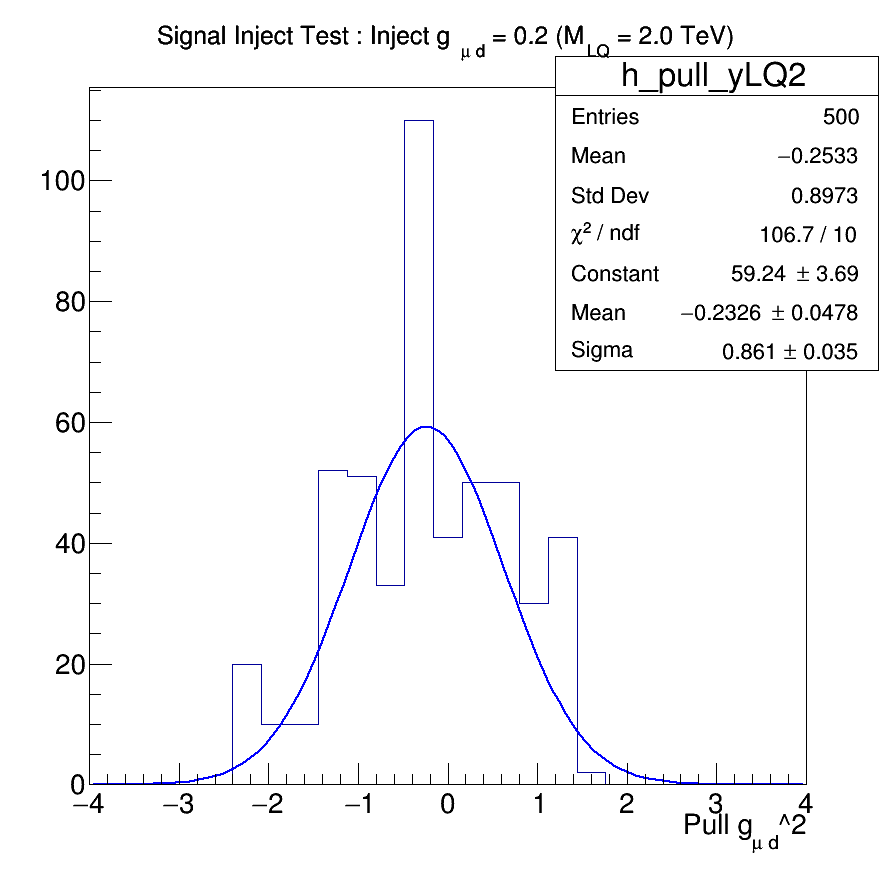 Signal Inject Test : Inject g μ d = 0.2 (M LQ = 2.0 TeV)
h_pull_yLQ2
Entries 500
Mean −0.2533
Std Dev 0.8973
χ² / ndf 106.7 / 10
Constant 59.24 ± 3.69
Mean −0.2326 ± 0.0478
Sigma 0.861 ± 0.035
100
80
60
40
20
0
−4 −3 −2 −1 0 1 2 3 4
Pull g μ d ^2